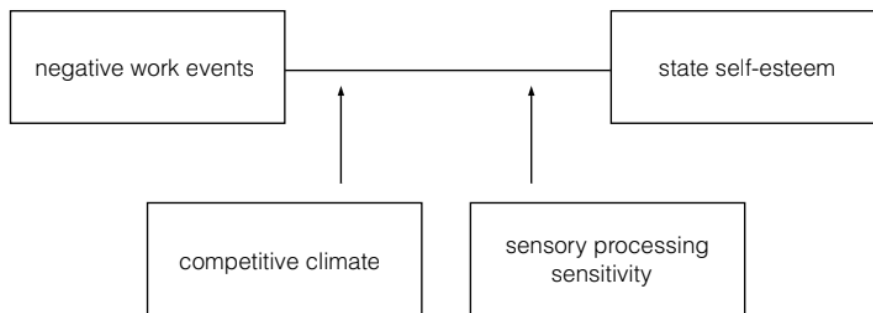 negative work events
state self-esteem
competitive climate
sensory processing
sensitivity